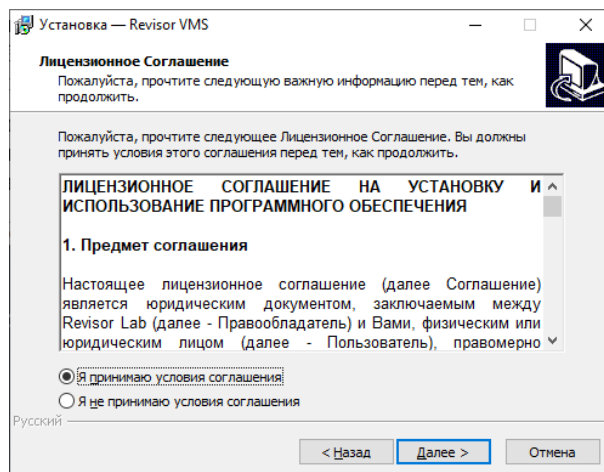 Установка — Revisor VMS
Лицензионное Соглашение
Пожалуйста, прочтите следующую важную информацию перед тем, как
продолжить.
Пожалуйста, прочтите следующее Лицензионное Соглашение. Вы должны
принять условия этого соглашения перед тем, как продолжить.
ЛИЦЕНЗИОННОЕ СОГЛАШЕНИЕ НА УСТАНОВКУ И
ИСПОЛЬЗОВАНИЕ ПРОГРАММНОГО ОБЕСПЕЧЕНИЯ
1. Предмет соглашения
Настоящее лицензионное соглашение (далее Соглашение)
является юридическим документом, заключаемым между
Revisor Lab (далее - Правообладатель) и Вами, физическим или
юридическим лицом (далее - Пользователь), правомерно
Я принимаю условия соглашения
Я не принимаю условия соглашения
Русский
< Назад
Далее >
Отмена